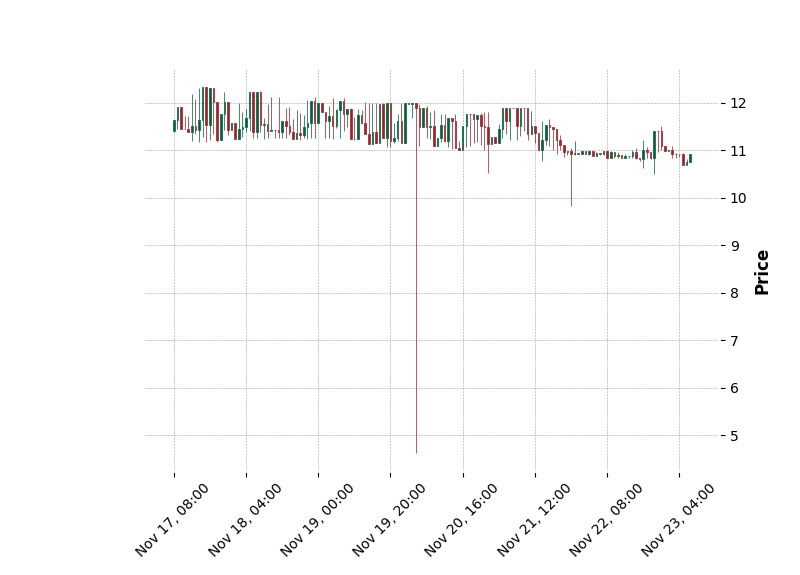 12
11
10
9
8
7
6
5
Price
Nov 17, 08:00
Nov 18, 04:00
Nov 19, 00:00
Nov 19, 20:00
Nov 20, 16:00
Nov 21, 12:00
Nov 22, 08:00
Nov 23, 04:00